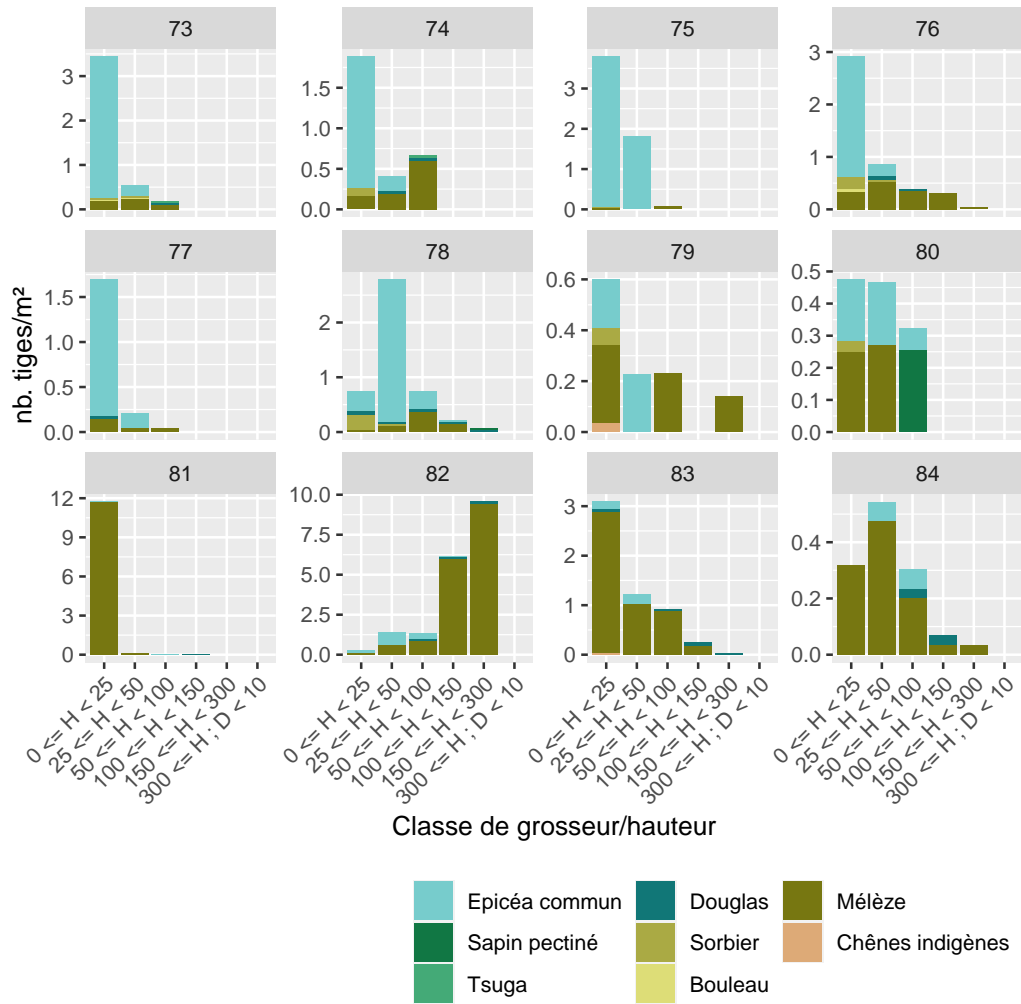 73 74 75 76
3
2
1
0
1.5
1.0
0.5
0.0
4
3
2
1
0
3
2
1
0
77 78 79 80
1.5
1.0
0.5
0.0
2
1
0
0.6
0.4
0.2
0.0
0.5
0.4
0.3
0.2
0.1
0.0
81 82 83 84
12
9
6
3
0
10.0
7.5
5.0
2.5
0.0
3
2
1
0
0.4
0.2
0.0
nb. tiges/m²
0 <= H < 25
25 <= H < 50
50 <= H < 100
100 <= H < 150
150 <= H < 300
300 <= H ; D < 10
0 <= H < 25
25 <= H < 50
50 <= H < 100
100 <= H < 150
150 <= H < 300
300 <= H ; D < 10
0 <= H < 25
25 <= H < 50
50 <= H < 100
100 <= H < 150
150 <= H < 300
300 <= H ; D < 10
0 <= H < 25
25 <= H < 50
50 <= H < 100
100 <= H < 150
150 <= H < 300
300 <= H ; D < 10
Classe de grosseur/hauteur
Epicéa commun Douglas Mélèze
Sapin pectiné Sorbier Chênes indigènes
Tsuga Bouleau